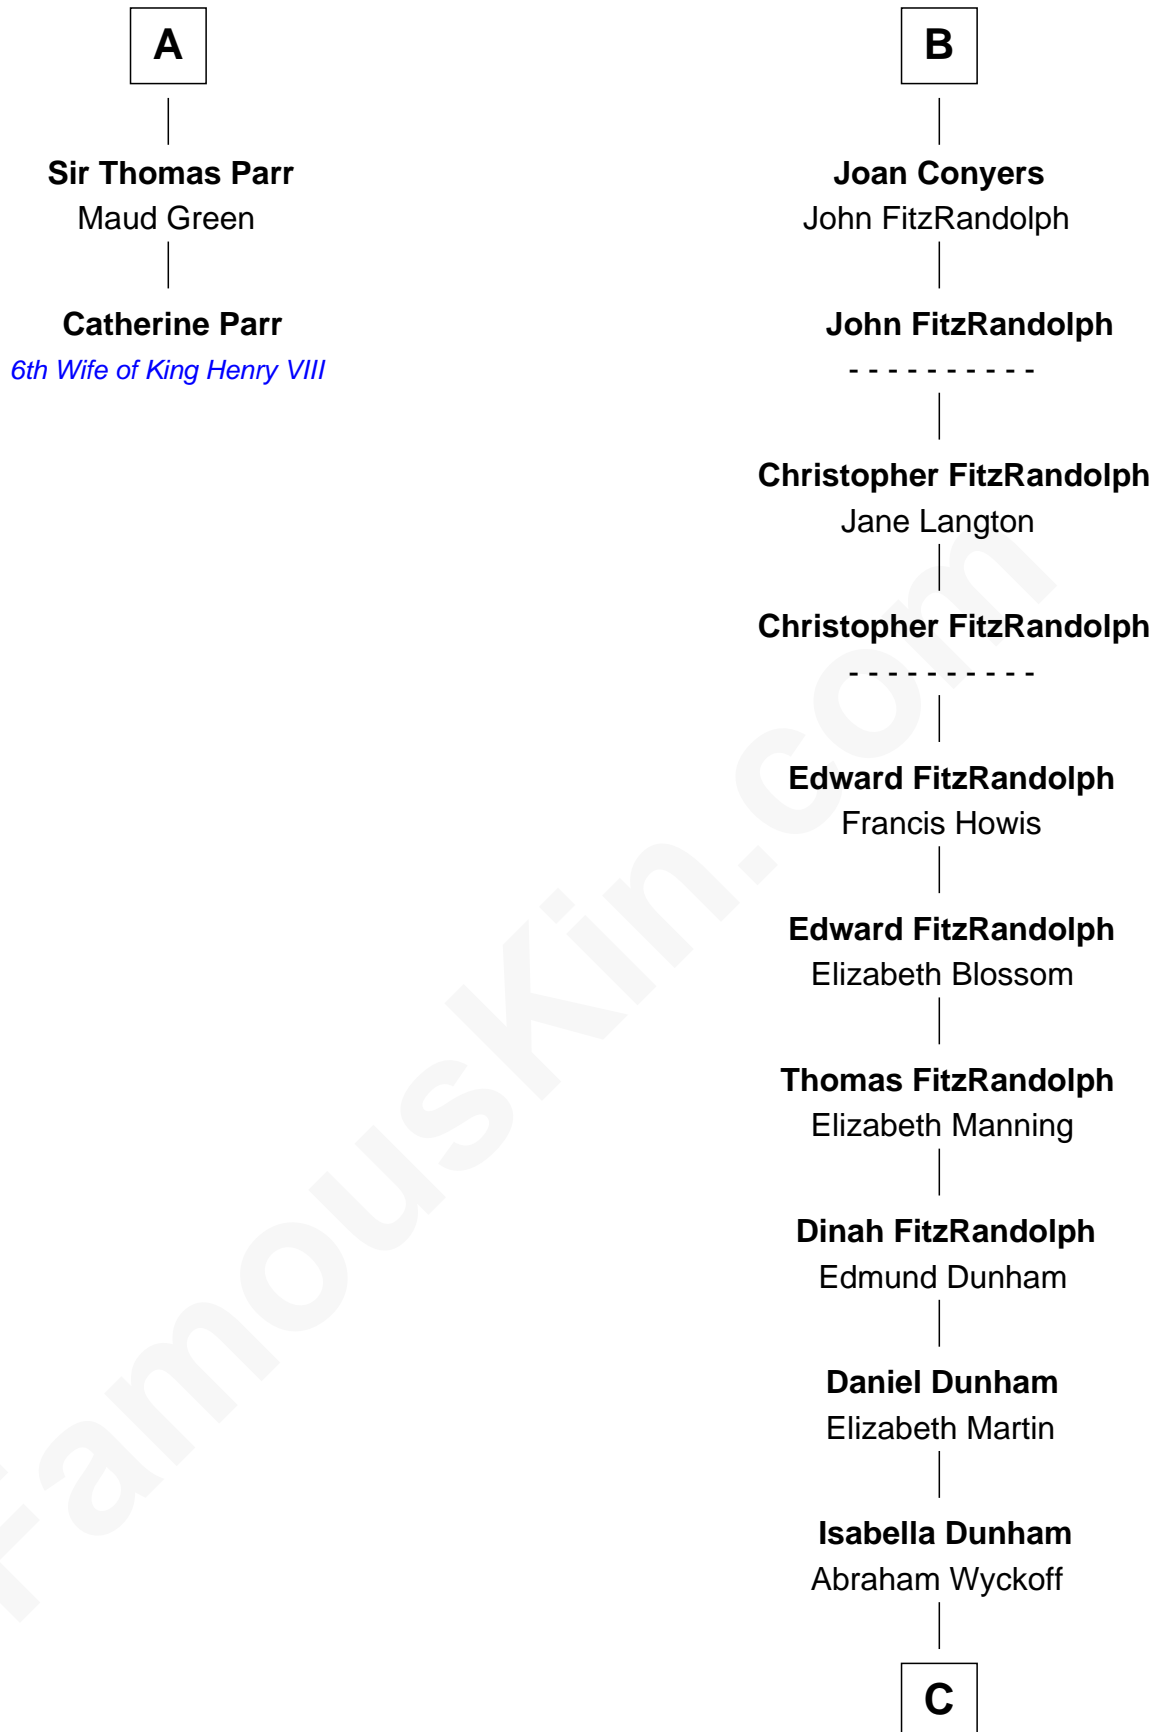 A
Sir Thomas Parr
Maud Green
Catherine Parr
6th Wife of King Henry VIII
B
Joan Conyers
John FitzRandolph
John FitzRandolph
- - - - - - - - - -
Christopher FitzRandolph
Jane Langton
Christopher FitzRandolph
- - - - - - - - - -
Edward FitzRandolph
Francis Howis
Edward FitzRandolph
Elizabeth Blossom
Thomas FitzRandolph
Elizabeth Manning
Dinah FitzRandolph
Edmund Dunham
Daniel Dunham
Elizabeth Martin
Isabella Dunham
Abraham Wyckoff
C
FamousKin.com